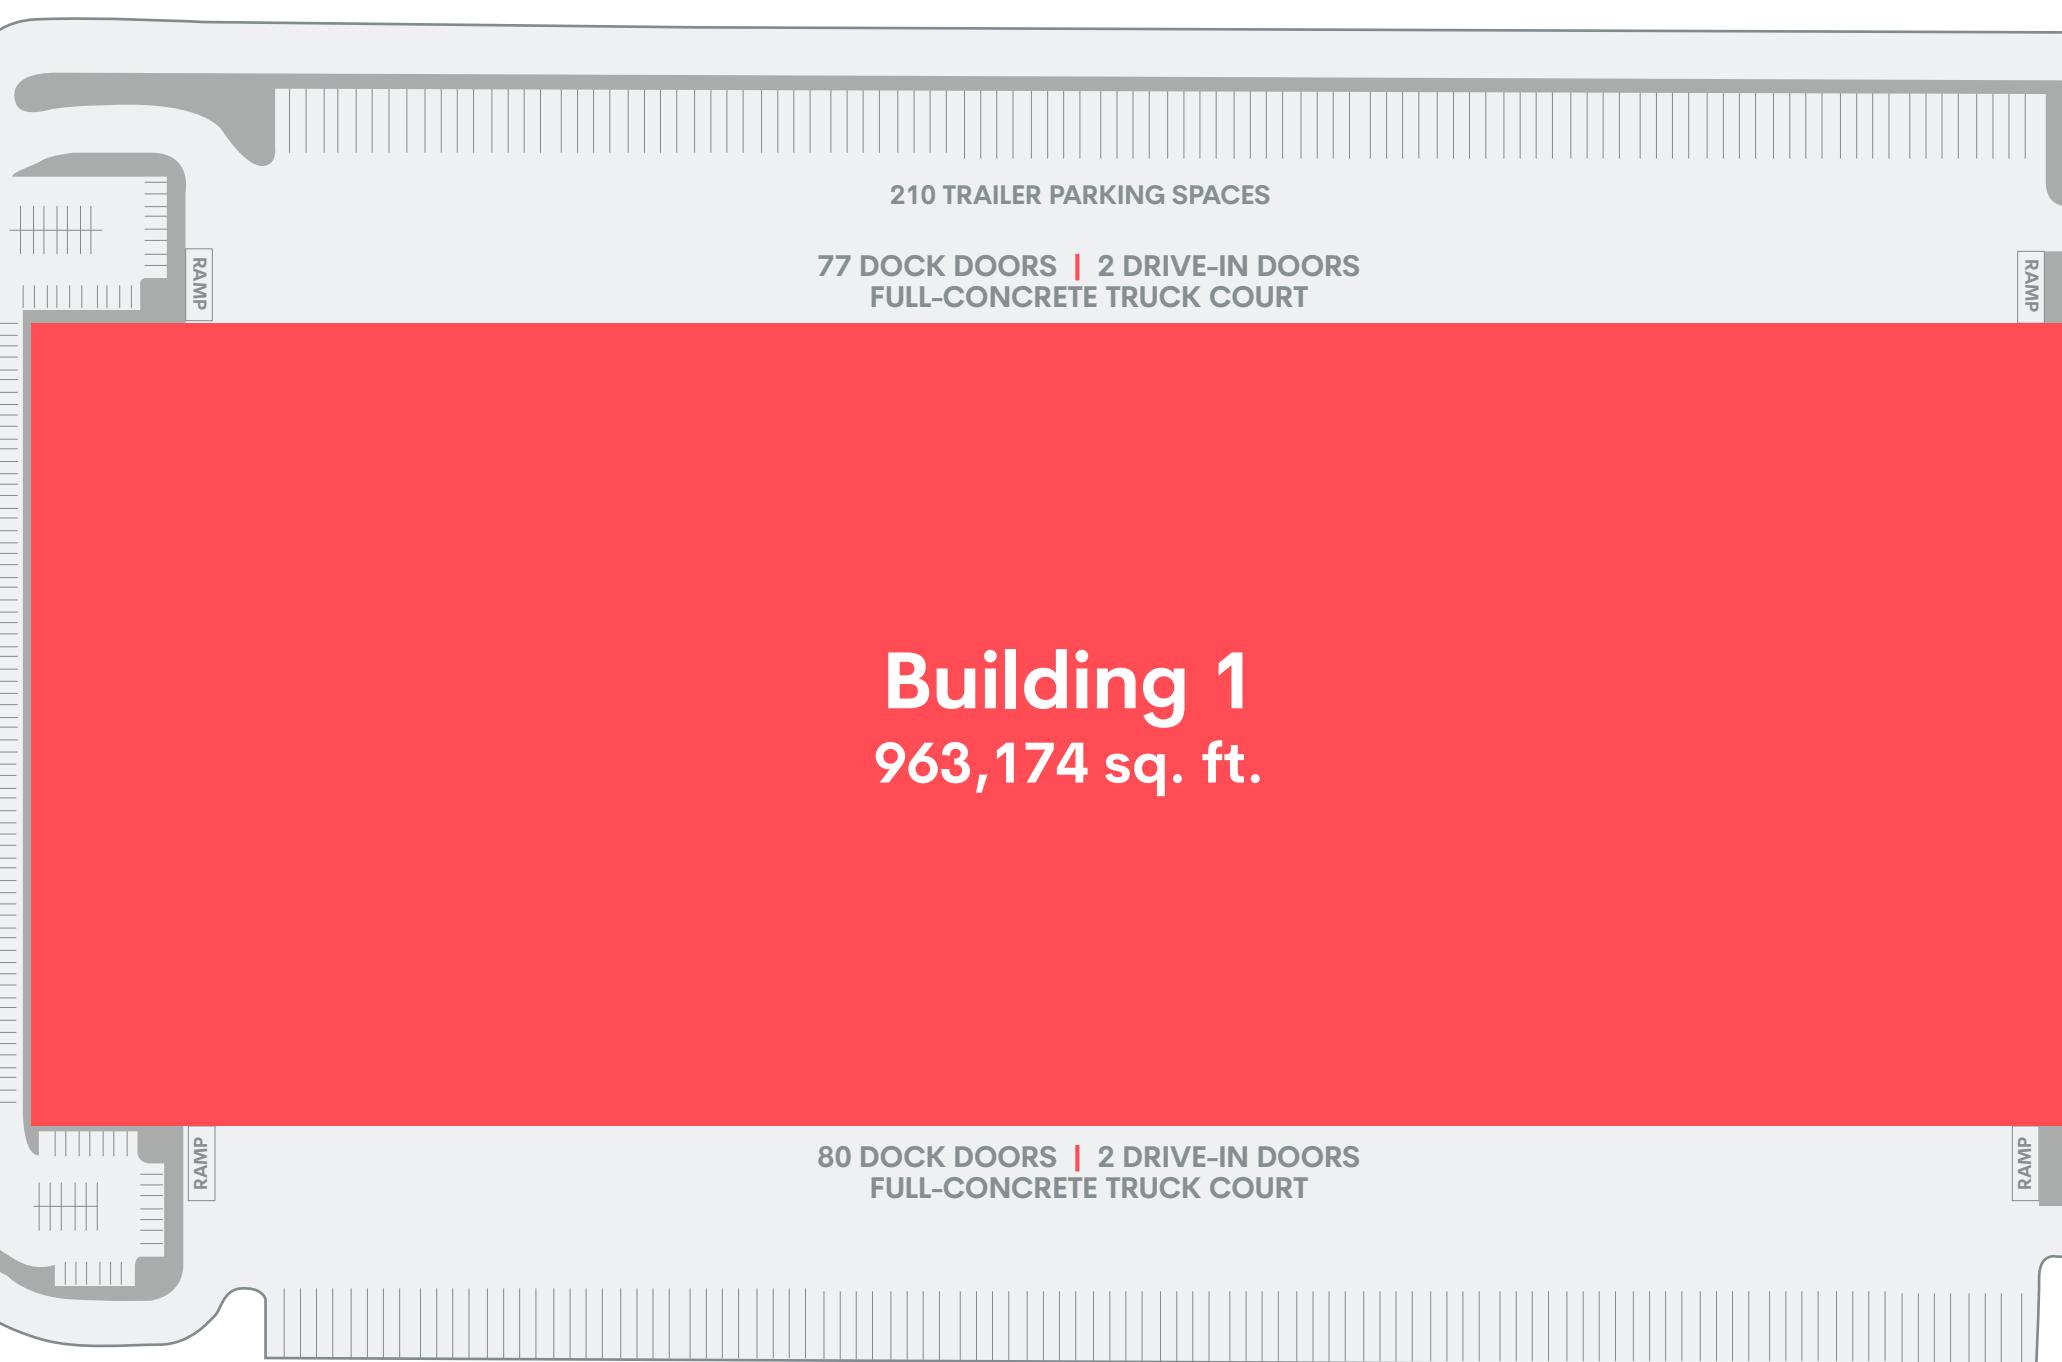 210 TRAILER PARKING SPACES
77 DOCK DOORS | 2 DRIVE-IN DOORS
FULL-CONCRETE TRUCK COURT
RAMP
RAMP
Building 1
963,174 sq. ft.
RAMP
80 DOCK DOORS | 2 DRIVE-IN DOORS
FULL-CONCRETE TRUCK COURT
RAMP